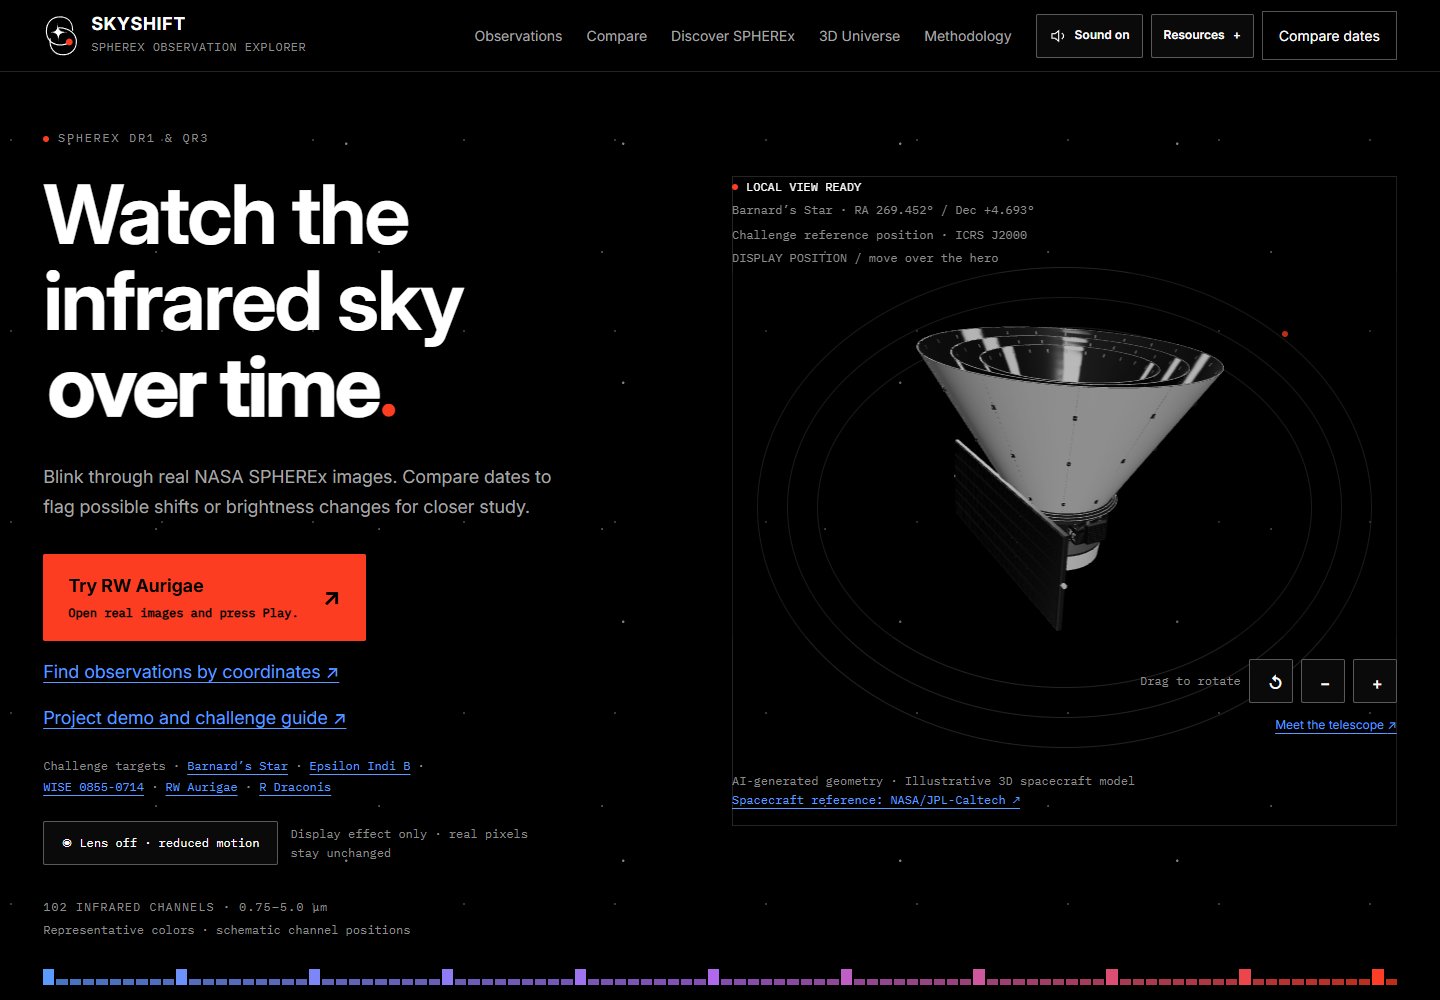 SKYSHIFT
SPHEREX OBSERVATION EXPLORER
Observations
Compare
Discover SPHEREx
3D Universe
Methodology
Sound on
Resources +
Compare dates
SPHEREX DR1 & QR3
Watch the
infrared sky
over time.
Blink through real NASA SPHEREx images. Compare dates to
flag possible shifts or brightness changes for closer study.
Try RW Aurigae ↗
Open real images and press Play.
Find observations by coordinates ↗
Project demo and challenge guide ↗
Challenge targets · Barnard’s Star · Epsilon Indi B ·
WISE 0855-0714 · RW Aurigae · R Draconis
Lens off · reduced motion
Display effect only · real pixels
stay unchanged
102 INFRARED CHANNELS · 0.75–5.0 µm
Representative colors · schematic channel positions
LOCAL VIEW READY
Barnard’s Star · RA 269.452° / Dec +4.693°
Challenge reference position · ICRS J2000
DISPLAY POSITION / move over the hero
Drag to rotate
−
+
Meet the telescope ↗
AI-generated geometry · Illustrative 3D spacecraft model
Spacecraft reference: NASA/JPL-Caltech ↗